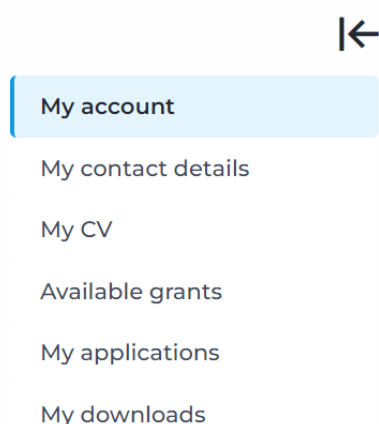 My account
My contact details
My CV
Available grants
My applications
My downloads